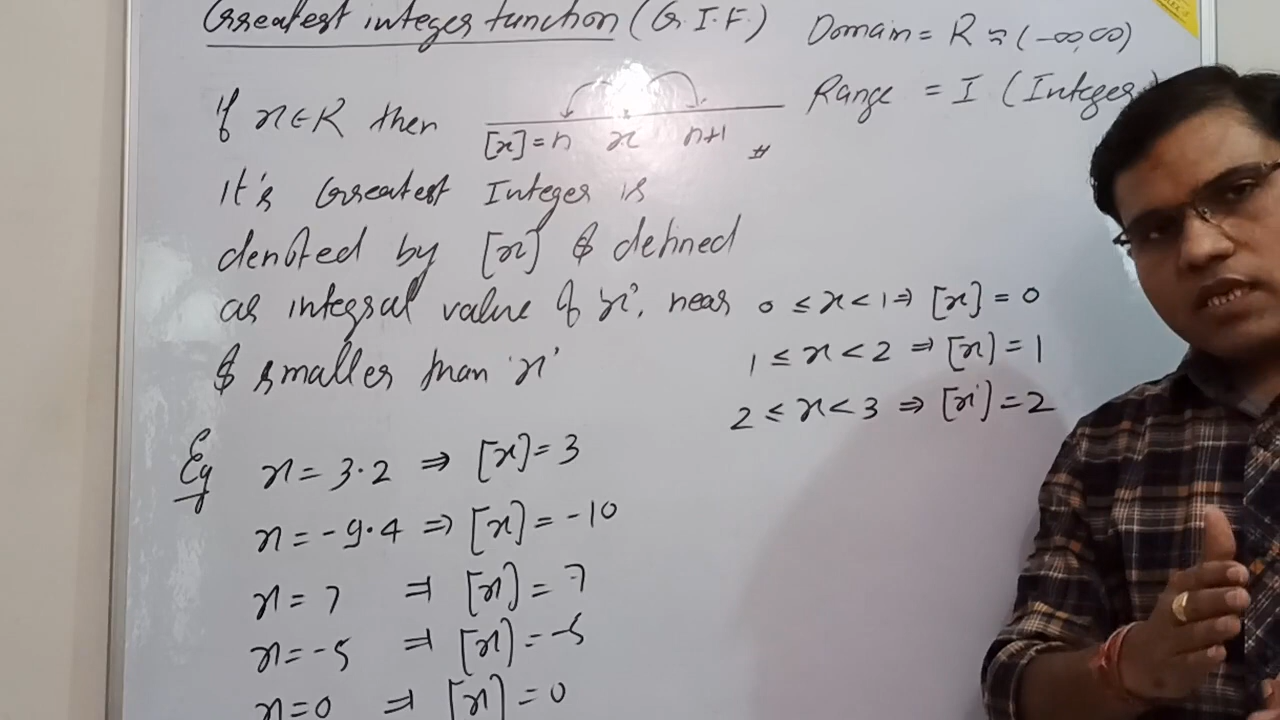 Greatest integer function (G.I.F)
If x∈R then
[x]=n x n+1 #
It's Greatest Integer is
denoted by [x] & defined
as integral value of 'x', near
& smaller than 'x'
Eg x = 3.2 ⇒ [x] = 3
x = -9.4 ⇒ [x] = -10
x = 7 ⇒ [x] = 7
x = -5 ⇒ [x] = -5
x = 0 ⇒ [x] = 0
Domain = R ≈ (-∞,∞)
Range = I (Integer)
0 ≤ x < 1 ⇒ [x] = 0
1 ≤ x < 2 ⇒ [x] = 1
2 ≤ x < 3 ⇒ [x] = 2